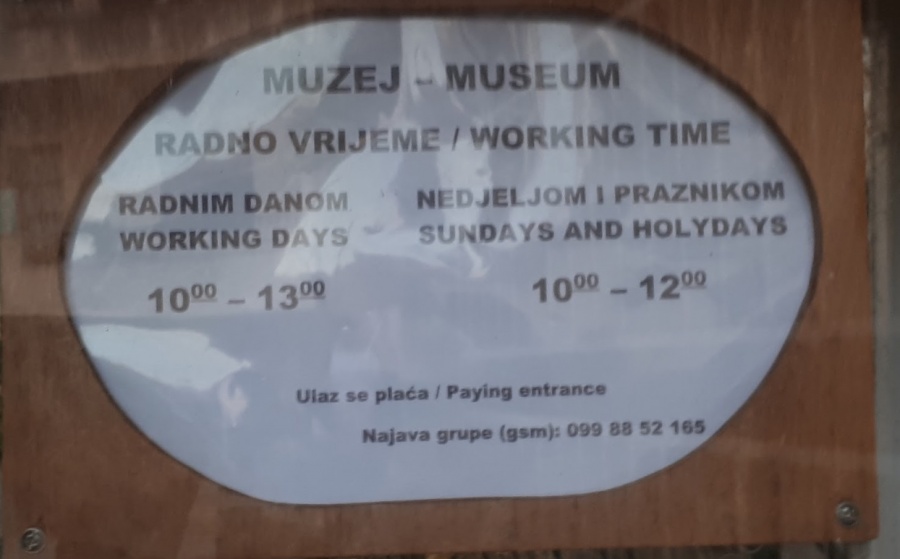 MUZEJ - MUSEUM
RADNO VRIJEME / WORKING TIME
RADNIM DANOM
WORKING DAYS
10⁰⁰ – 13⁰⁰
NEDJELJOM I PRAZNIKOM
SUNDAYS AND HOLYDAYS
10⁰⁰ – 12⁰⁰
Ulaz se plaća / Paying entrance
Najava grupe (gsm): 099 88 52 165